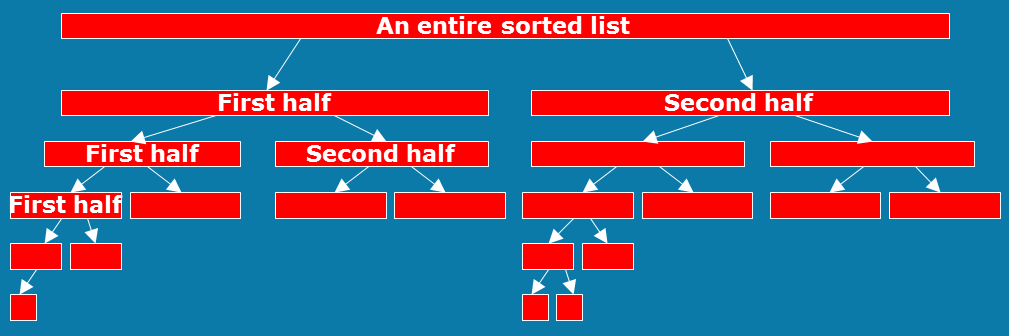 An entire sorted list
First half
Second half
First half
Second half
First half